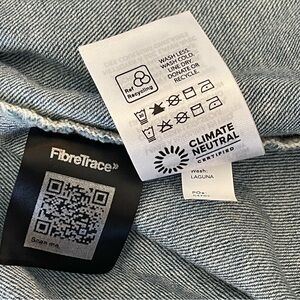 Ref
Recycling
WASH LESS.
WASH COLD.
LINE DRY.
DONATE OR
RECYCLE.
CLIMATE
NEUTRAL
CERTIFIED
Wash:
LAGUNA
FibreTrace»
Scan me.